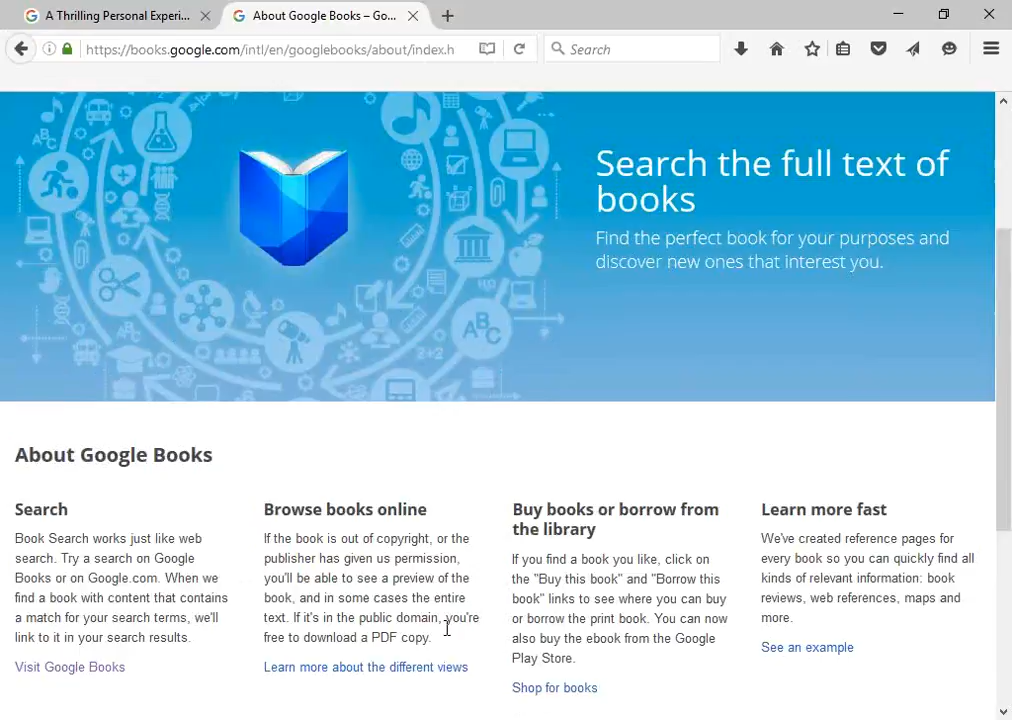 A Thrilling Personal Experi...
About Google Books – Go...
https://books.google.com/intl/en/googlebooks/about/index.h
Search
ABC
ABC
2+2
Search the full text of
books
Find the perfect book for your purposes and
discover new ones that interest you.
About Google Books
Search
Book Search works just like web
search. Try a search on Google
Books or on Google.com. When we
find a book with content that contains
a match for your search terms, we'll
link to it in your search results.
Visit Google Books
Browse books online
If the book is out of copyright, or the
publisher has given us permission,
you'll be able to see a preview of the
book, and in some cases the entire
text. If it's in the public domain, you're
free to download a PDF copy.
Learn more about the different views
Buy books or borrow from
the library
If you find a book you like, click on
the "Buy this book" and "Borrow this
book" links to see where you can buy
or borrow the print book. You can now
also buy the ebook from the Google
Play Store.
Shop for books
Learn more fast
We've created reference pages for
every book so you can quickly find all
kinds of relevant information: book
reviews, web references, maps and
more.
See an example